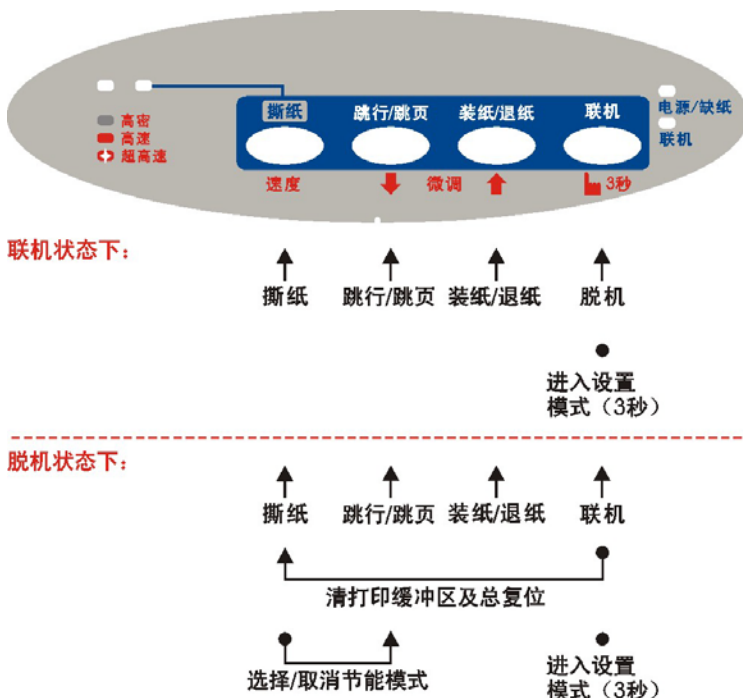 撕纸 跳行/跳页 装纸/退纸 联机
电源/缺纸
联机
高密
高速
超高速
速度 微调 3秒
联机状态下:
撕纸 跳行/跳页 装纸/退纸 脱机
进入设置
模式（3秒）
脱机状态下:
撕纸 跳行/跳页 装纸/退纸 联机
清打印缓冲区及总复位
选择/取消节能模式
进入设置
模式（3秒）